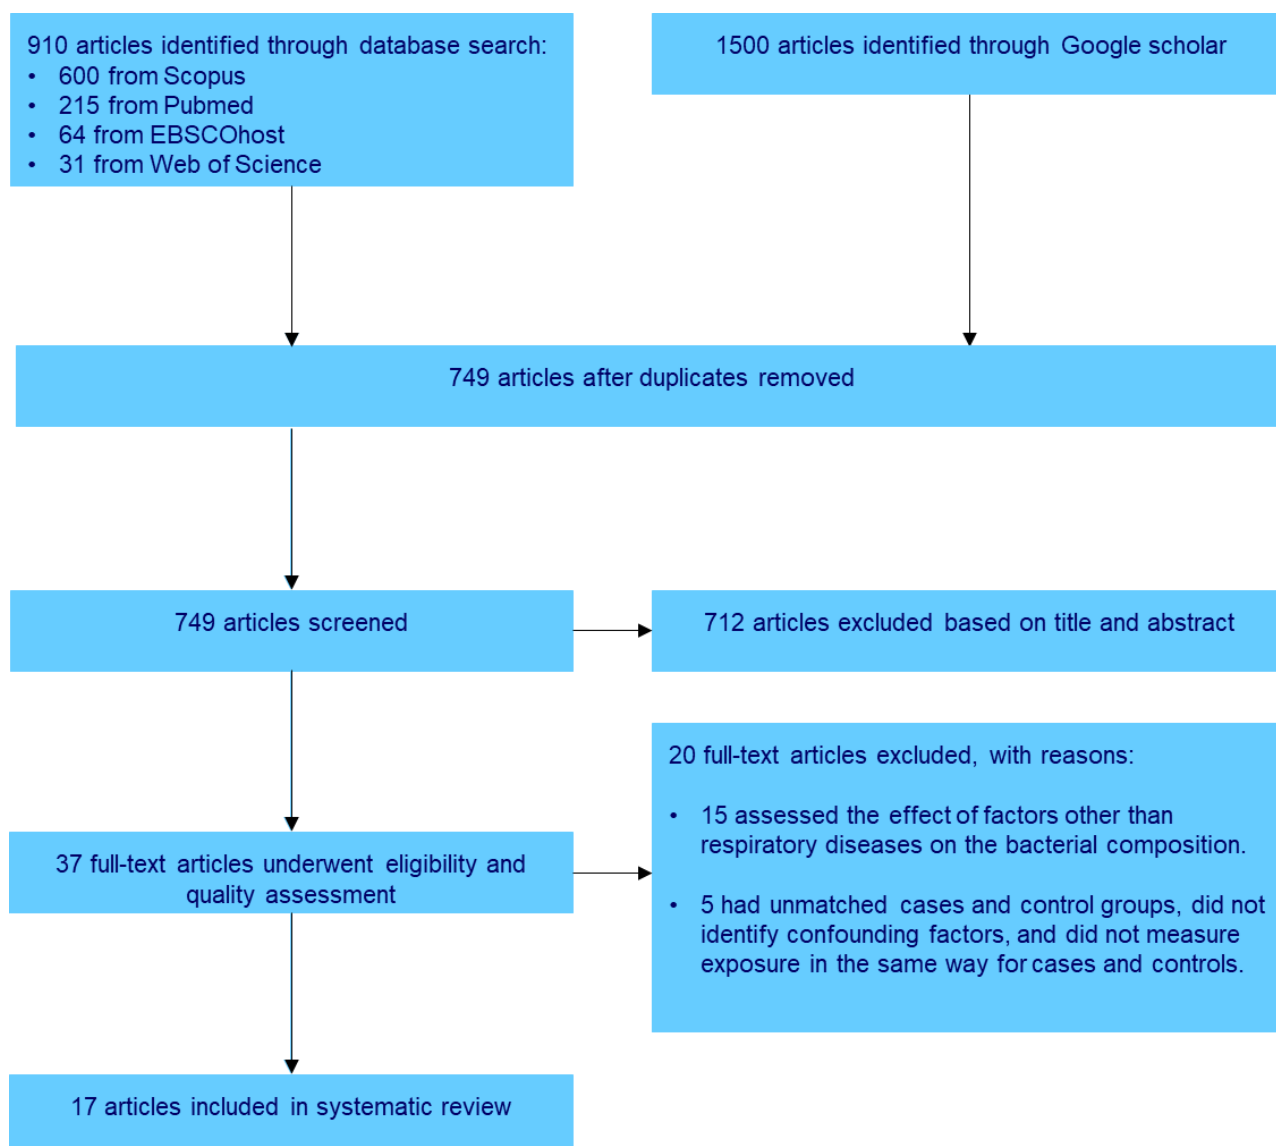 910 articles identified through database search:
• 600 from Scopus
• 215 from Pubmed
• 64 from EBSCOhost
• 31 from Web of Science
1500 articles identified through Google scholar
749 articles after duplicates removed
749 articles screened
712 articles excluded based on title and abstract
20 full-text articles excluded, with reasons:
• 15 assessed the effect of factors other than
respiratory diseases on the bacterial composition.
• 5 had unmatched cases and control groups, did not
identify confounding factors, and did not measure
exposure in the same way for cases and controls.
37 full-text articles underwent eligibility and
quality assessment
17 articles included in systematic review